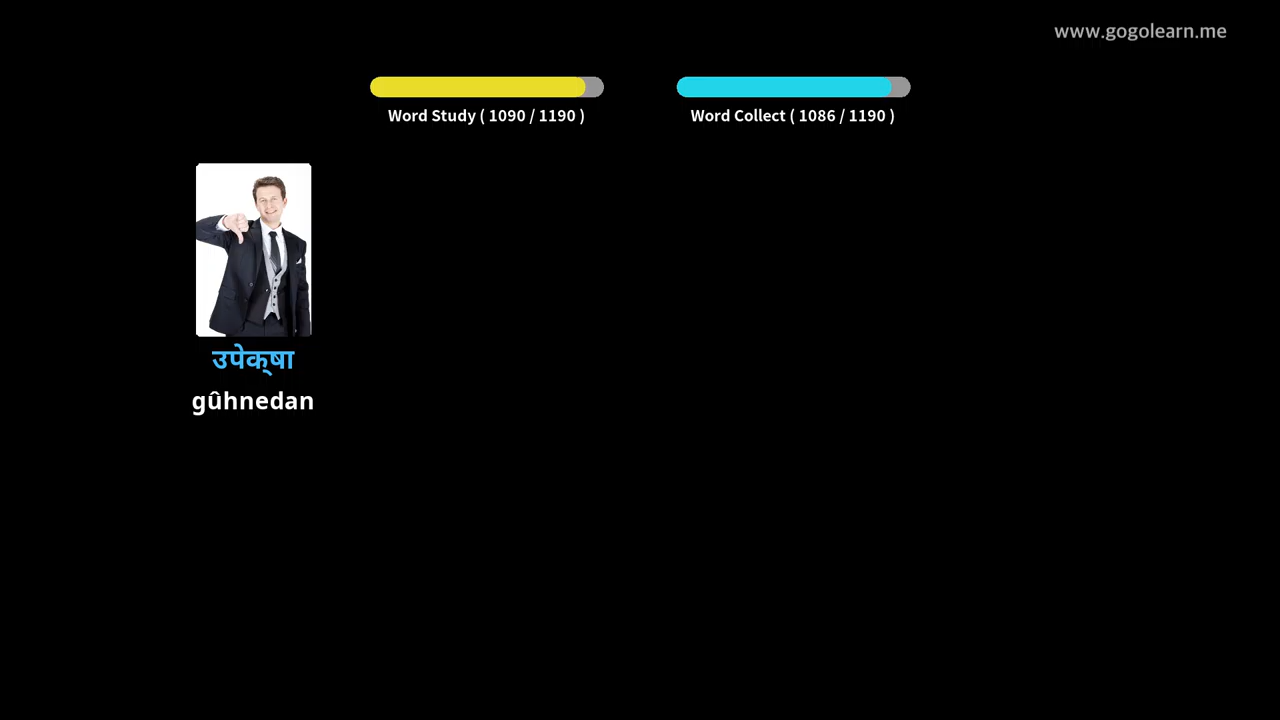 www.gogolearn.me
Word Study ( 1090 / 1190 )
Word Collect ( 1086 / 1190 )
उपेक्षा
gûhnedan